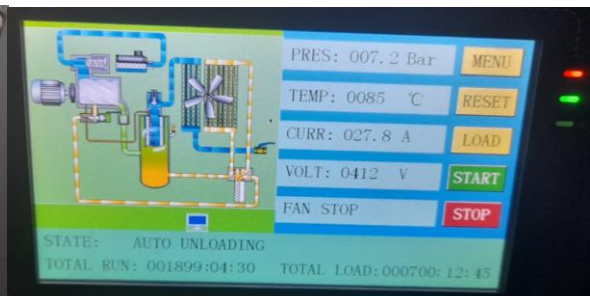 PRES: 007.2 Bar MENU
TEMP: 0085 ℃ RESET
CURR: 027.8 A LOAD
VOLT: 0412 V START
FAN STOP STOP
STATE: AUTO UNLOADING
TOTAL RUN: 001899:04:30 TOTAL LOAD:000700:12:45